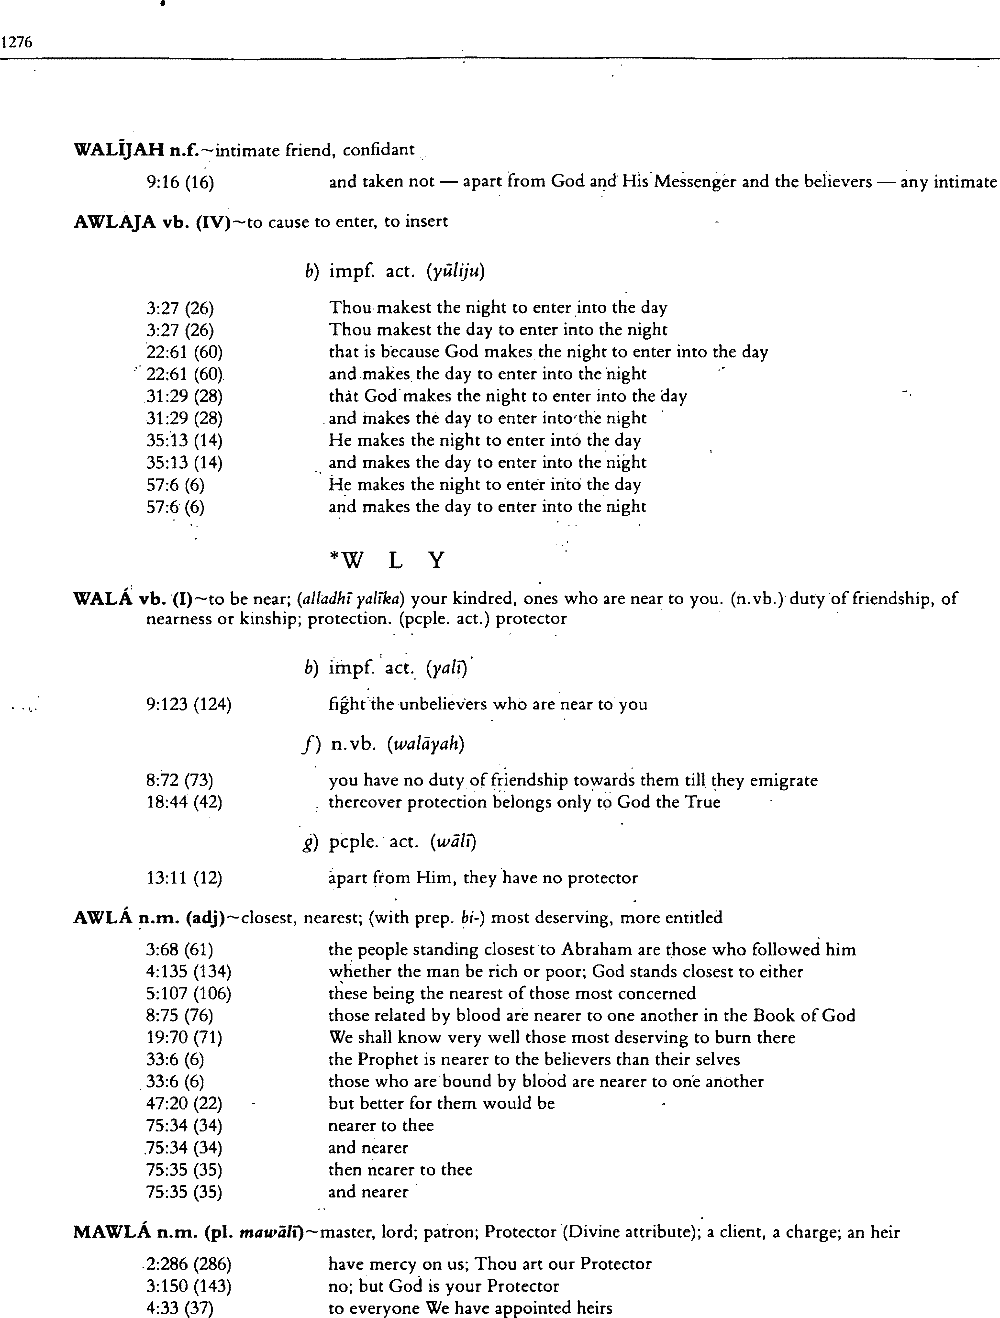 1276
WALĪJAH n.f.~intimate friend, confidant
9:16 (16) and taken not — apart from God and His Messenger and the believers — any intimate
AWLAJA vb. (IV)~to cause to enter, to insert
b) impf. act. (yūliju)
3:27 (26) Thou makest the night to enter into the day
3:27 (26) Thou makest the day to enter into the night
22:61 (60) that is because God makes the night to enter into the day
22:61 (60) and makes the day to enter into the night
31:29 (28) that God makes the night to enter into the day
31:29 (28) and makes the day to enter into the night
35:13 (14) He makes the night to enter into the day
35:13 (14) and makes the day to enter into the night
57:6 (6) He makes the night to enter into the day
57:6 (6) and makes the day to enter into the night
*W L Y
WALÁ vb. (I)~to be near; (alladhī yalīka) your kindred, ones who are near to you. (n.vb.) duty of friendship, of
nearness or kinship; protection. (pcple. act.) protector
b) impf. act. (yalī)
9:123 (124) fight the unbelievers who are near to you
f) n.vb. (walāyah)
8:72 (73) you have no duty of friendship towards them till they emigrate
18:44 (42) thereover protection belongs only to God the True
g) pcple. act. (wālī)
13:11 (12) apart from Him, they have no protector
AWLÁ n.m. (adj)~closest, nearest; (with prep. bi-) most deserving, more entitled
3:68 (61) the people standing closest to Abraham are those who followed him
4:135 (134) whether the man be rich or poor; God stands closest to either
5:107 (106) these being the nearest of those most concerned
8:75 (76) those related by blood are nearer to one another in the Book of God
19:70 (71) We shall know very well those most deserving to burn there
33:6 (6) the Prophet is nearer to the believers than their selves
33:6 (6) those who are bound by blood are nearer to one another
47:20 (22) but better for them would be
75:34 (34) nearer to thee
75:34 (34) and nearer
75:35 (35) then nearer to thee
75:35 (35) and nearer
MAWLÁ n.m. (pl. mawālī)~master, lord; patron; Protector (Divine attribute); a client, a charge; an heir
2:286 (286) have mercy on us; Thou art our Protector
3:150 (143) no; but God is your Protector
4:33 (37) to everyone We have appointed heirs